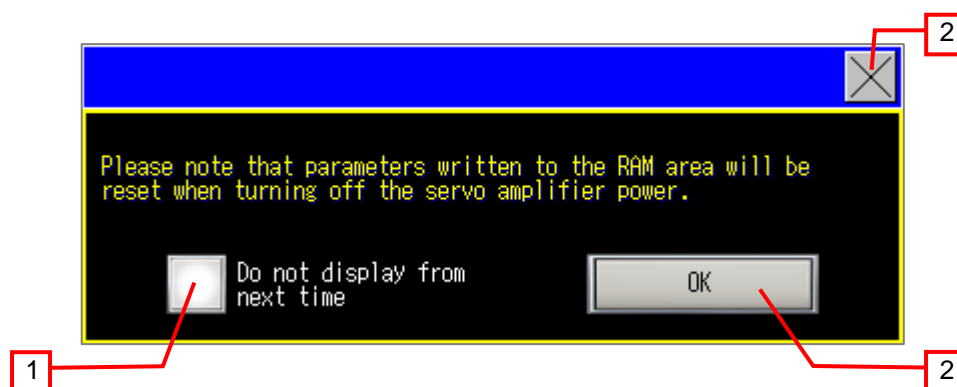 2
Please note that parameters written to the RAM area will be
reset when turning off the servo amplifier power.
Do not display from
next time
OK
1
2